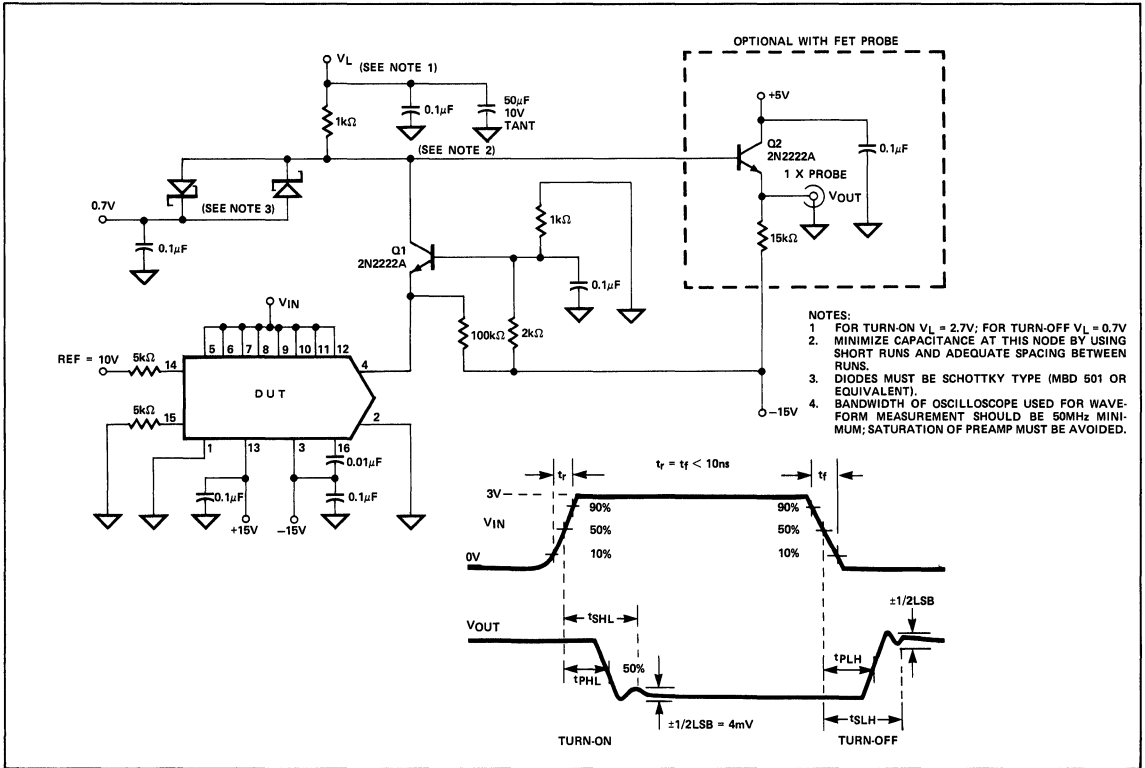 OPTIONAL WITH FET PROBE
VL
(SEE NOTE 1)
1kΩ
0.1µF
50µF
10V
TANT
(SEE NOTE 2)
+5V
Q2
2N2222A
0.1µF
1 X PROBE
VOUT
15kΩ
0.7V
(SEE NOTE 3)
0.1µF
Q1
2N2222A
1kΩ
0.1µF
100kΩ
2kΩ
-15V
VIN
5 6 7 8 9 10 11 12
REF = 10V
5kΩ
14
4
DUT
5kΩ
15
2
1
13
3
16
0.01µF
0.1µF
0.1µF
+15V
-15V
NOTES:
1 FOR TURN-ON VL = 2.7V; FOR TURN-OFF VL = 0.7V
2. MINIMIZE CAPACITANCE AT THIS NODE BY USING
SHORT RUNS AND ADEQUATE SPACING BETWEEN
RUNS.
3. DIODES MUST BE SCHOTTKY TYPE (MBD 501 OR
EQUIVALENT).
4. BANDWIDTH OF OSCILLOSCOPE USED FOR WAVE-
FORM MEASUREMENT SHOULD BE 50MHz MINI-
MUM; SATURATION OF PREAMP MUST BE AVOIDED.
tr
tr = tf < 10ns
tf
3V
90%
90%
VIN
50%
50%
10%
10%
0V
tSHL
±1/2LSB
VOUT
tPHL
50%
tPLH
±1/2LSB = 4mV
tSLH
TURN-ON
TURN-OFF